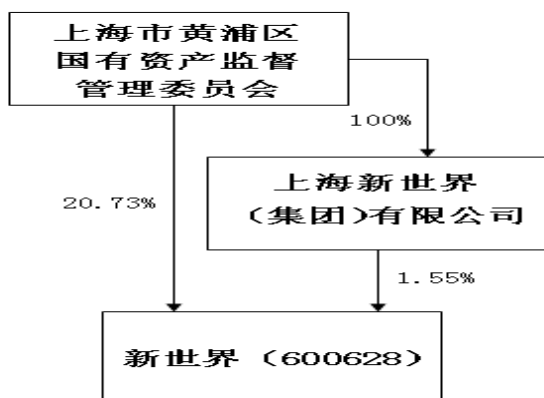 上海市黄浦区
国有资产监督
管理委员会
100%
上海新世界
(集团)有限公司
20.73%
1.55%
新世界 (600628)